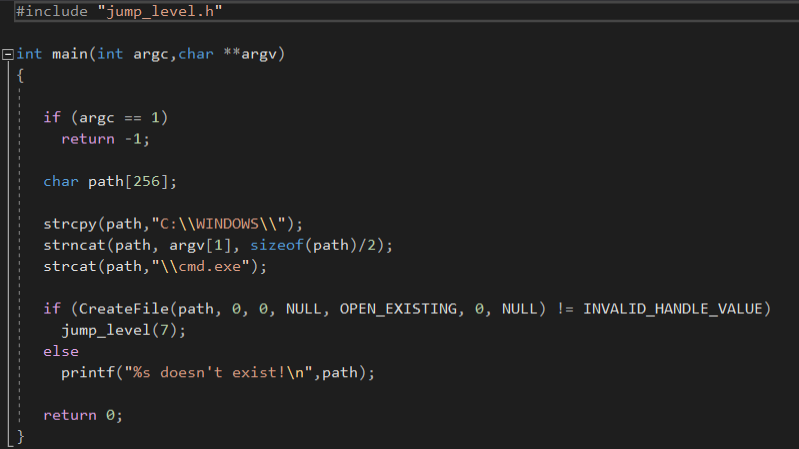 #include "jump_level.h"
int main(int argc,char **argv)
{
if (argc == 1)
return -1;
char path[256];
strcpy(path,"C:\\WINDOWS\\");
strncat(path, argv[1], sizeof(path)/2);
strcat(path,"\\cmd.exe");
if (CreateFile(path, 0, 0, NULL, OPEN_EXISTING, 0, NULL) != INVALID_HANDLE_VALUE)
jump_level(7);
else
printf("%s doesn't exist!\n",path);
return 0;
}